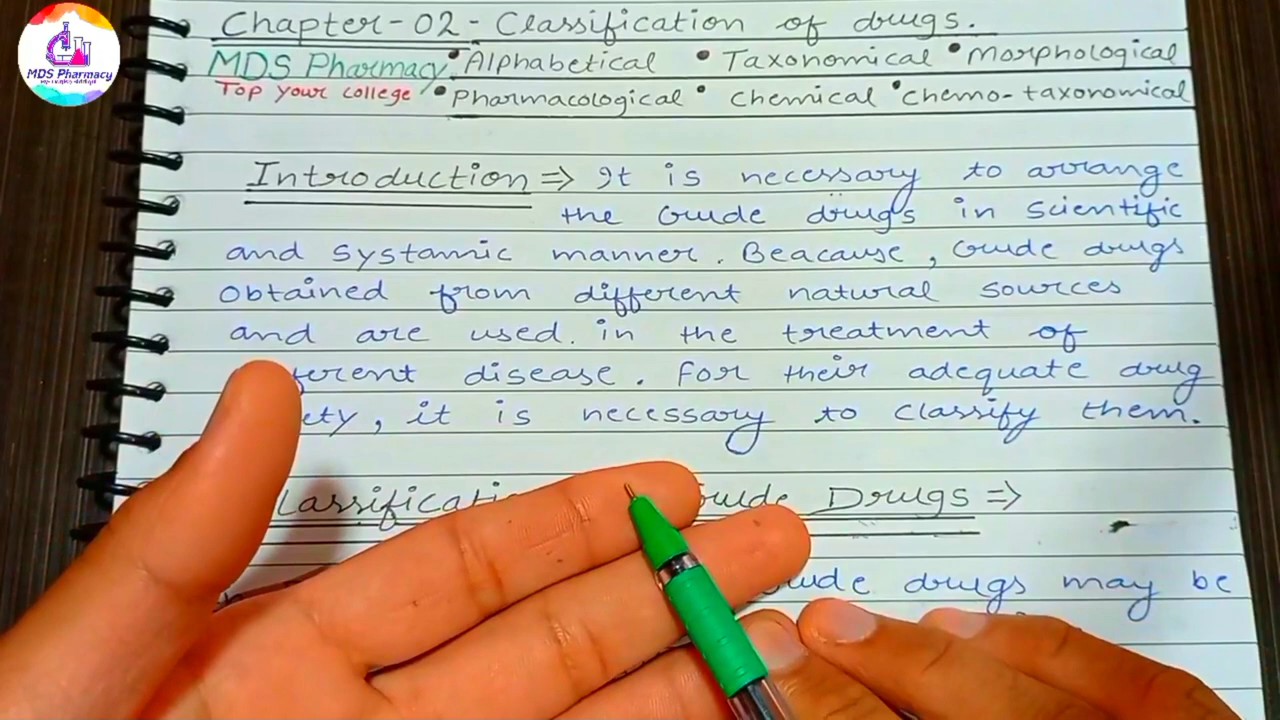 Chapter-02- Classification of drugs.
MDS Pharmacy •Alphabetical •Taxonomical •Morphological
Top your college •Pharmacological •Chemical •Chemo-taxonomical
MDS Pharmacy
Introduction => It is necessary to arrange
the crude drugs in scientific
and systamic manner. Beacause, crude drugs
obtained from different natural sources
and are used. in the treatment of
ferent disease. For their adequate drug
ety, it is necessary to classify them.
lassificati Drugs =>
drugs may be